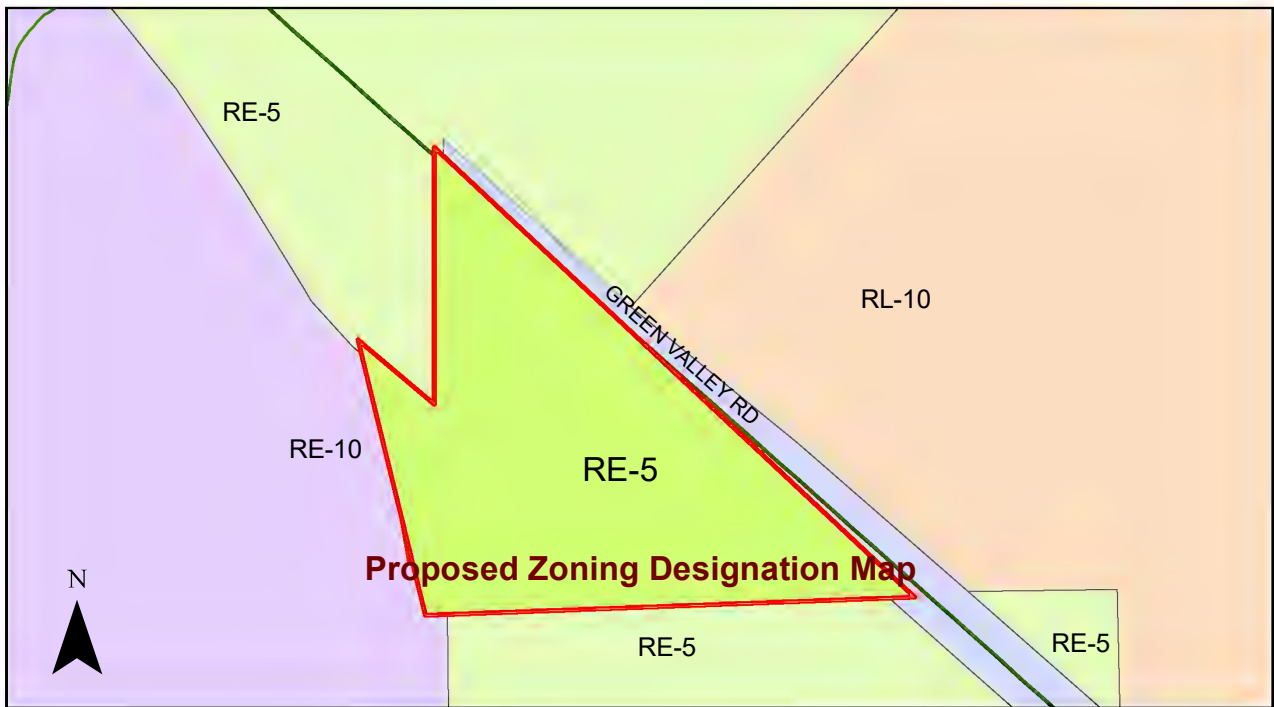 RE-5
RL-10
GREEN VALLEY RD
RE-10
RE-5
Proposed Zoning Designation Map
N
RE-5
RE-5